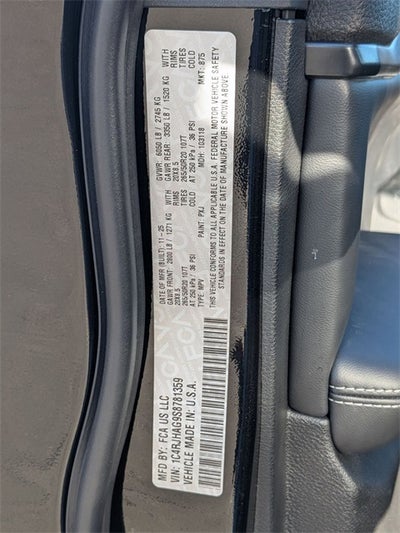 MFD BY: FCA US LLC
DATE OF MFR (BUILT): 11-25
GVWR: 6050 LB / 2745 KG
GAWR FRONT: 2800 LB / 1271 KG
GAWR REAR: 3350 LB / 1520 KG
WITH
20X8.5
20X8.5
RIMS
265/50R20 107T
265/50R20 107T
TIRES
AT 250 kPa / 36 PSI
AT 250 kPa / 36 PSI
COLD
TYPE: MPV
PAINT: PXJ
MDH: 103118
MKT: 875
THIS VEHICLE CONFORMS TO ALL APPLICABLE U.S.A. FEDERAL MOTOR VEHICLE SAFETY
STANDARDS IN EFFECT ON THE DATE OF MANUFACTURE SHOWN ABOVE.
VIN: 1C4RJHAG9S8781359
VEHICLE MADE IN: U.S.A.